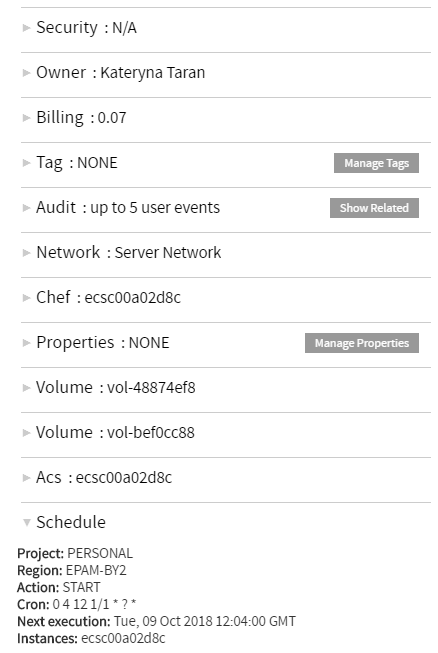 Security : N/A
Owner : Kateryna Taran
Billing : 0.07
Tag : NONE Manage Tags
Audit : up to 5 user events Show Related
Network : Server Network
Chef : ecsc00a02d8c
Properties : NONE Manage Properties
Volume : vol-48874ef8
Volume : vol-bef0cc88
Acs : ecsc00a02d8c
Schedule
Project: PERSONAL
Region: EPAM-BY2
Action: START
Cron: 0 4 12 1/1 * ? *
Next execution: Tue, 09 Oct 2018 12:04:00 GMT
Instances: ecsc00a02d8c